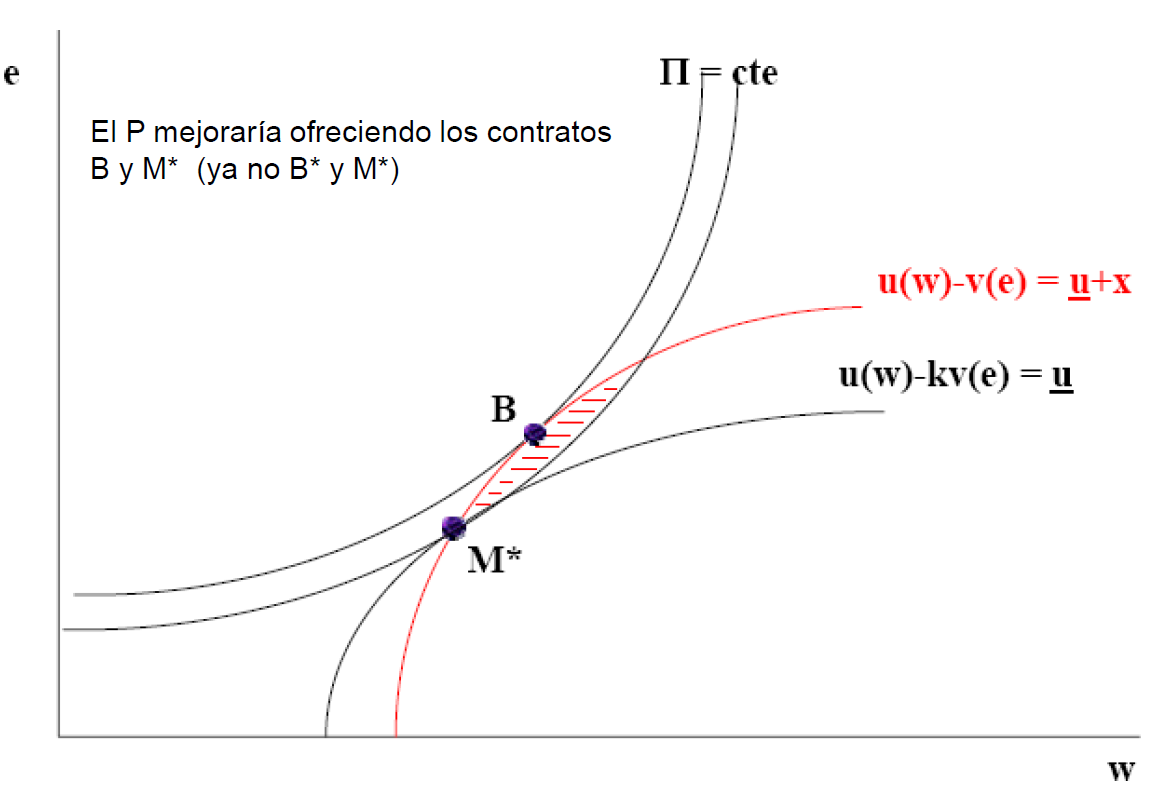 e
Π = cte
El P mejoraría ofreciendo los contratos
B y M* (ya no B* y M*)
u(w)-v(e) = u+x
u(w)-kv(e) = u
B
M*
w